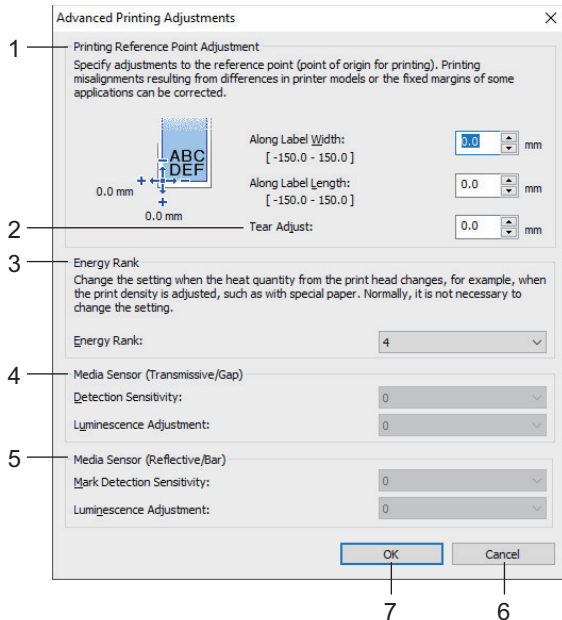 Advanced Printing Adjustments
1
Printing Reference Point Adjustment
Specify adjustments to the reference point (point of origin for printing). Printing
misalignments resulting from differences in printer models or the fixed margins of some
applications can be corrected.
ABC
DEF
0.0 mm
0.0 mm
Along Label Width:
[ -150.0 - 150.0 ]
0.0 mm
Along Label Length:
[ -150.0 - 150.0 ]
0.0 mm
2
Tear Adjust:
0.0 mm
3
Energy Rank
Change the setting when the heat quantity from the print head changes, for example, when
the print density is adjusted, such as with special paper. Normally, it is not necessary to
change the setting.
Energy Rank:
4
4
Media Sensor (Transmissive/Gap)
Detection Sensitivity:
0
Luminescence Adjustment:
0
5
Media Sensor (Reflective/Bar)
Mark Detection Sensitivity:
0
Luminescence Adjustment:
0
OK
Cancel
7
6